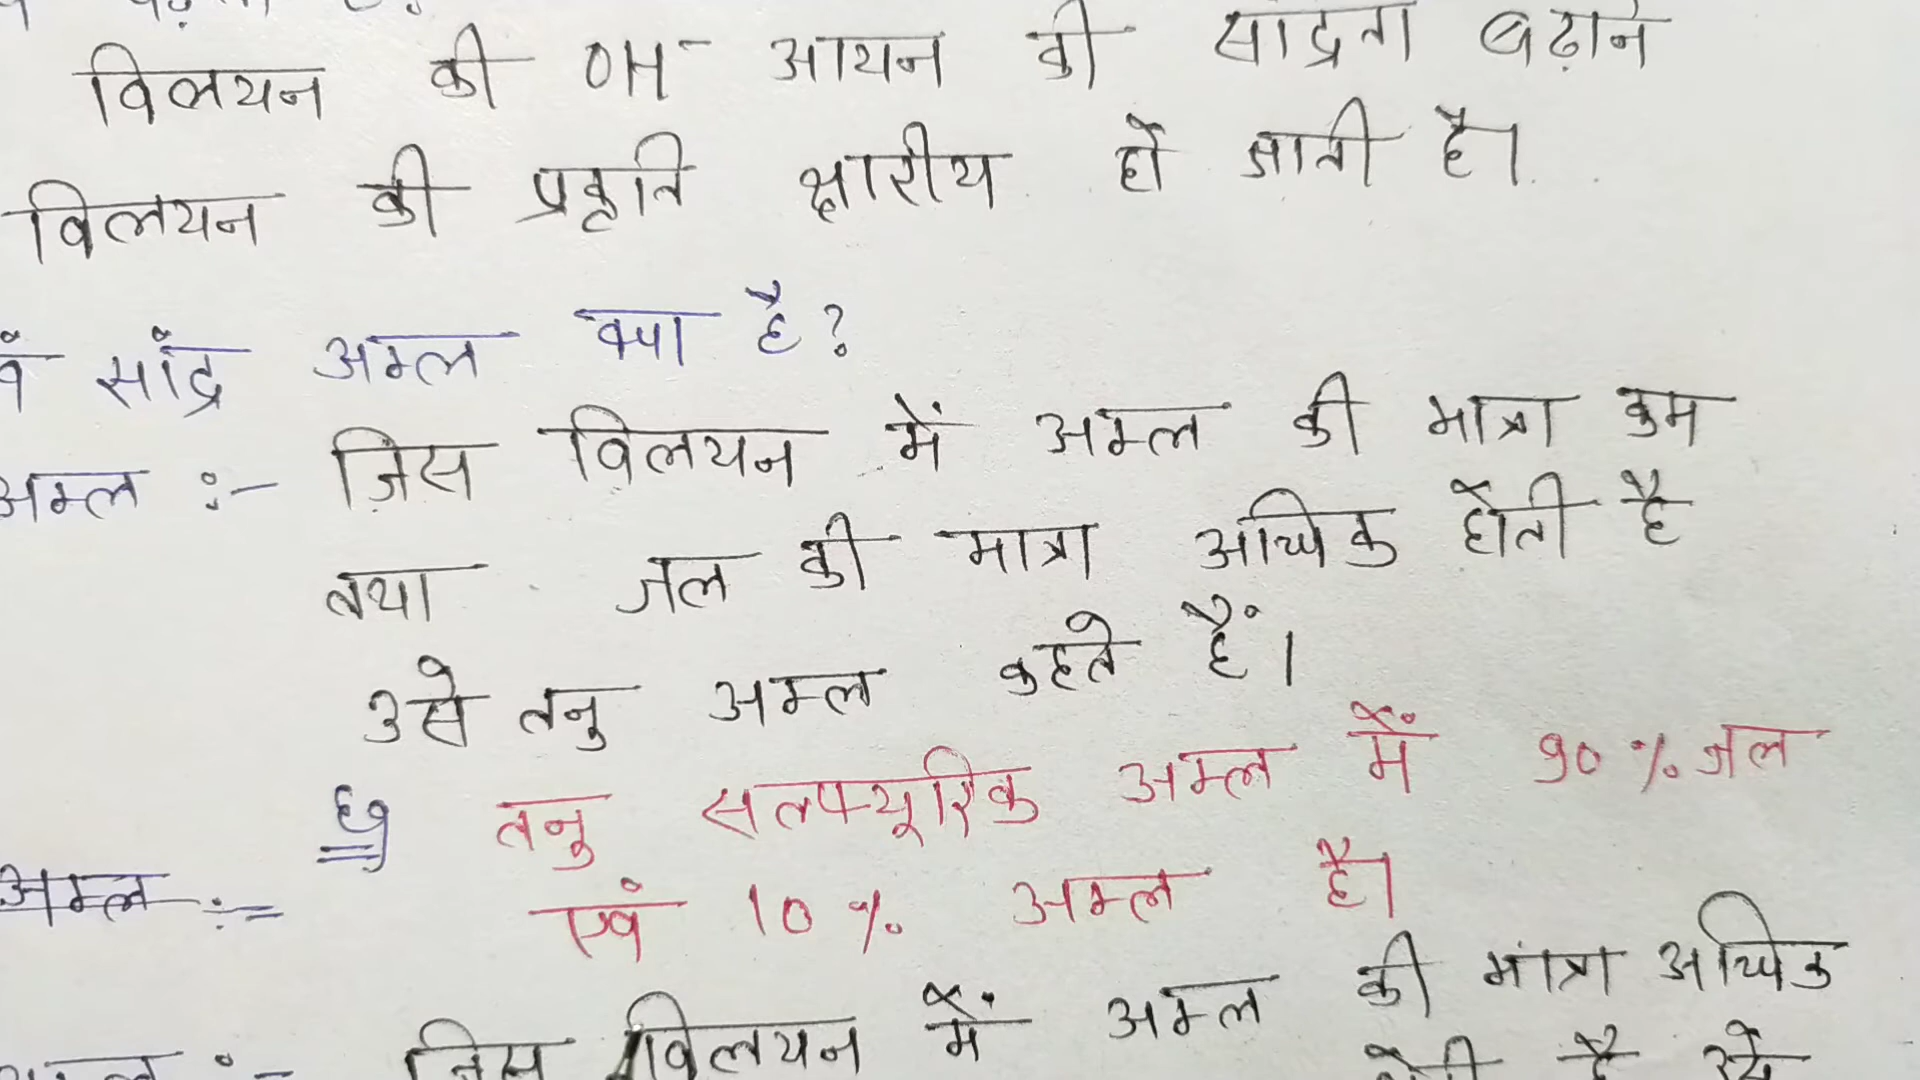 विलयन की OH⁻ आयन की सांद्रता बढ़ाने
विलयन की प्रकृति क्षारीय हो जाती है।
सांद्र अम्ल क्या है?
अम्ल :- जिस विलयन में अम्ल की मात्रा कम
तथा जल की मात्रा अधिक होती है
उसे तनु अम्ल कहते हैं।
तनु सल्फ्यूरिक अम्ल में 90% जल
एवं 10% अम्ल है।
अम्ल :-
जिस विलयन में अम्ल की मात्रा अधिक